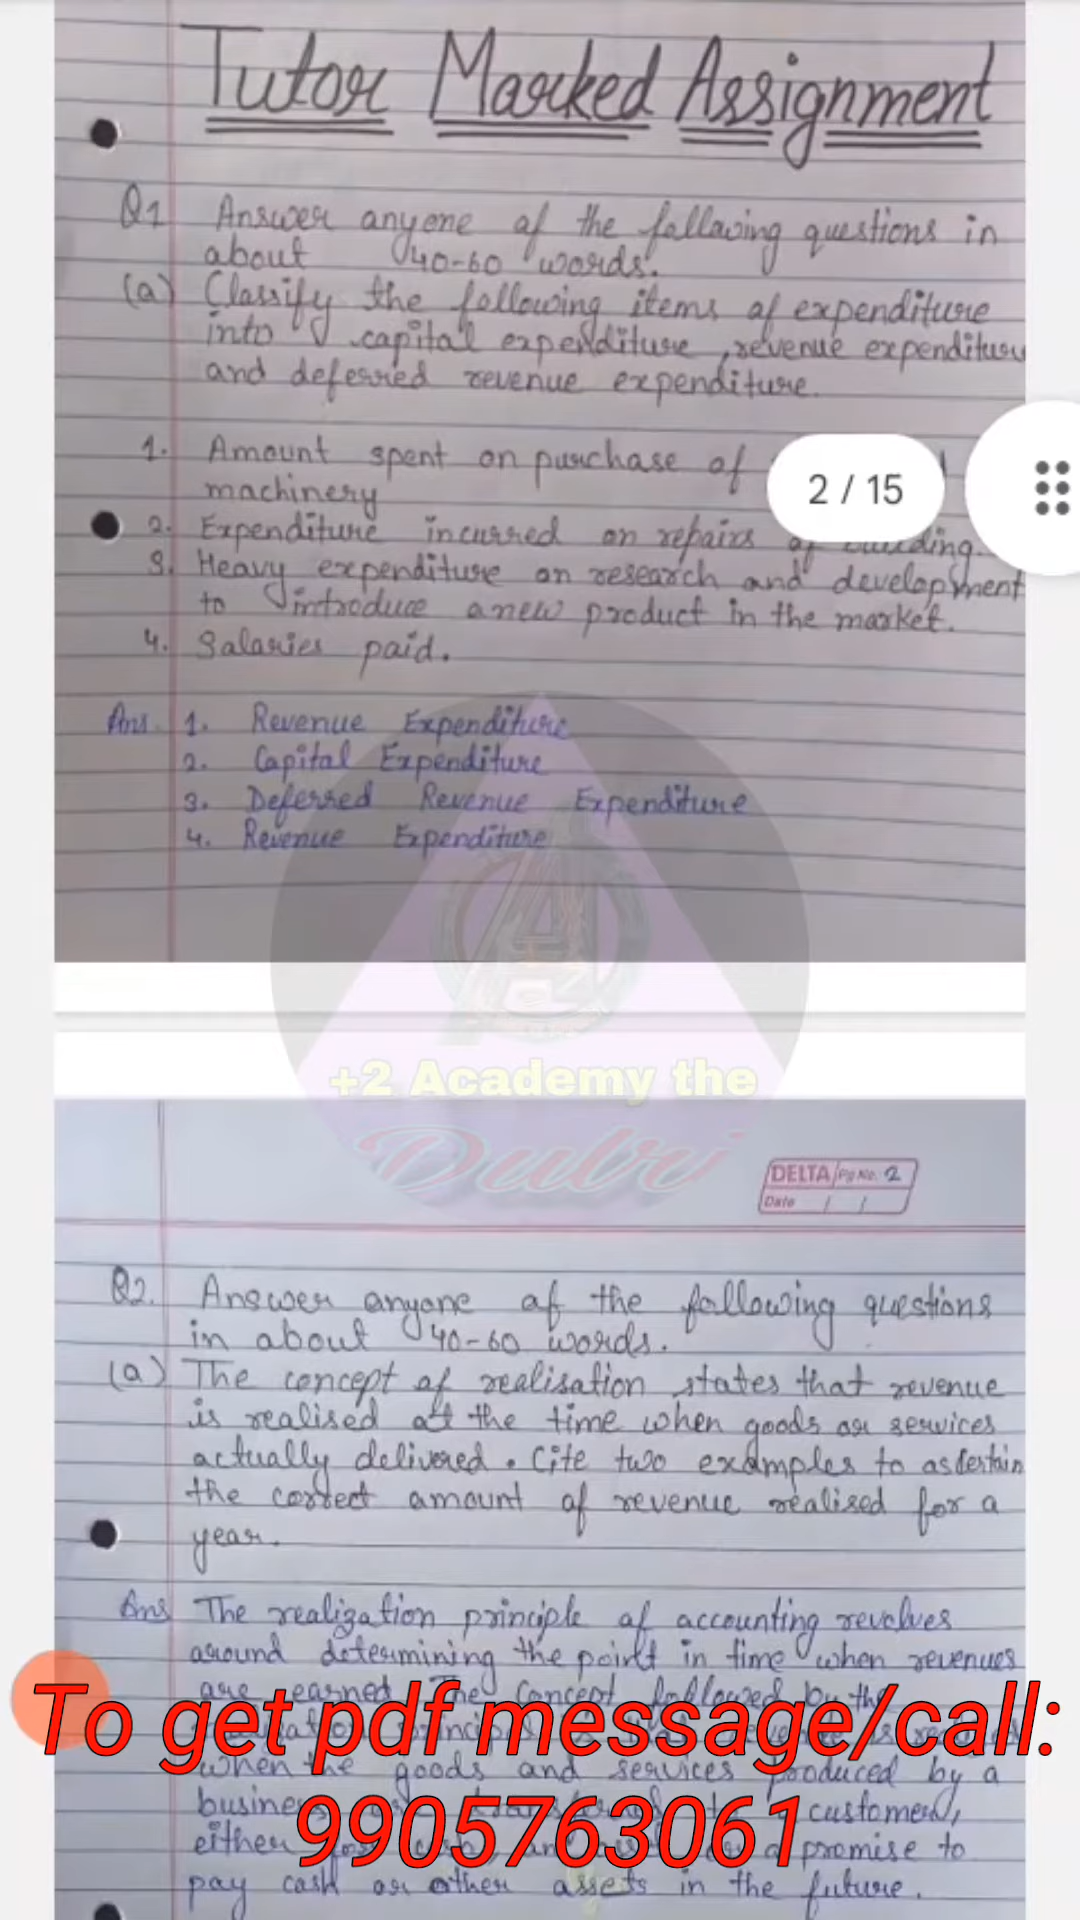 Tutor Marked Assignment
Q1 Answer anyone of the following questions in
about 40-60 words.
(a) Classify the following items of expenditure
into capital expenditure, revenue expenditure
and deferred revenue expenditure.
1. Amount spent on purchase of
machinery
2 / 15
2. Expenditure incurred on repairs of building.
3. Heavy expenditure on research and development
to introduce a new product in the market.
4. Salaries paid.
Ans. 1. Revenue Expenditure
2. Capital Expenditure
3. Deferred Revenue Expenditure
4. Revenue Expenditure
+2 Academy the
Dubri
DELTA Pg No. 2
Date / /
Q2. Answer anyone of the following questions
in about 40-60 words.
(a) The concept of realisation states that revenue
is realised at the time when goods or services
actually delivered. Cite two examples to asdertain
the correct amount of revenue realised for a
year.
Ans The realization principle of accounting revolves
around determining the point in time when revenues
are earned. The concept followed by the
when the goods and services produced by a
customer,
either promise to
pay cash or other assets in the future.
To get pdf message/call:
9905763061